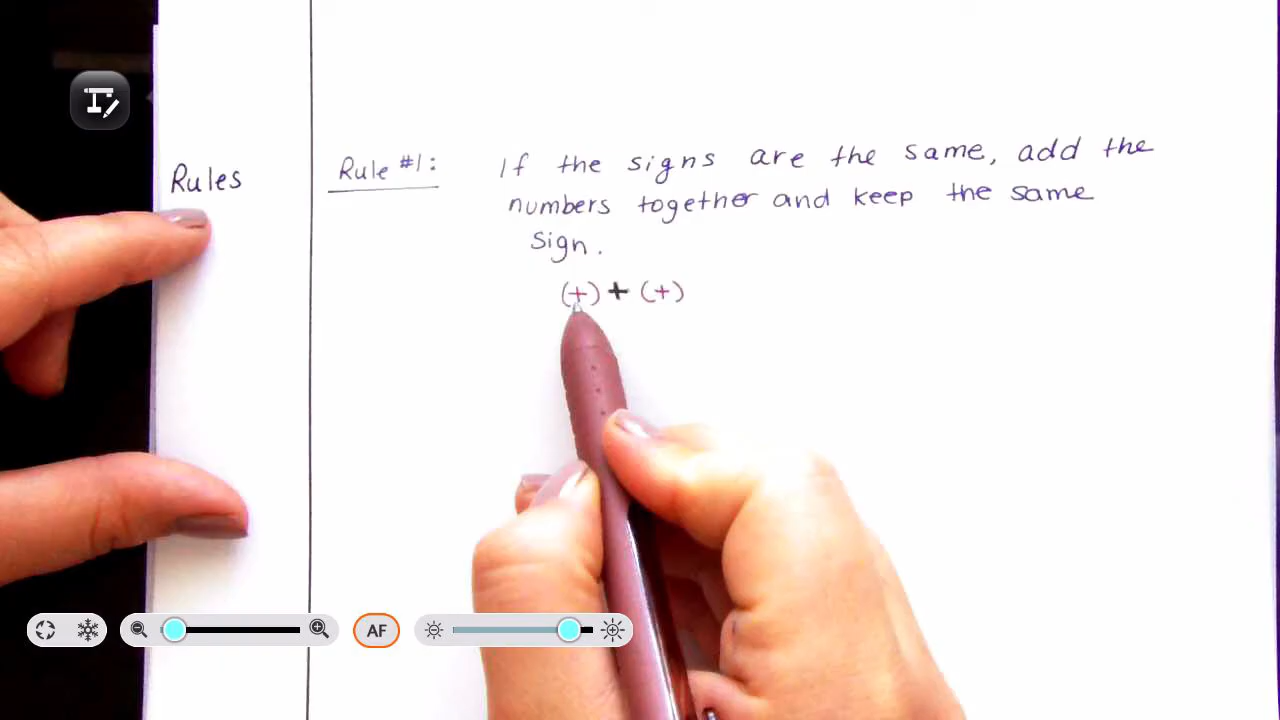 Rules
Rule #1: If the signs are the same, add the
numbers together and keep the same
sign.
(+) + (+)
AF